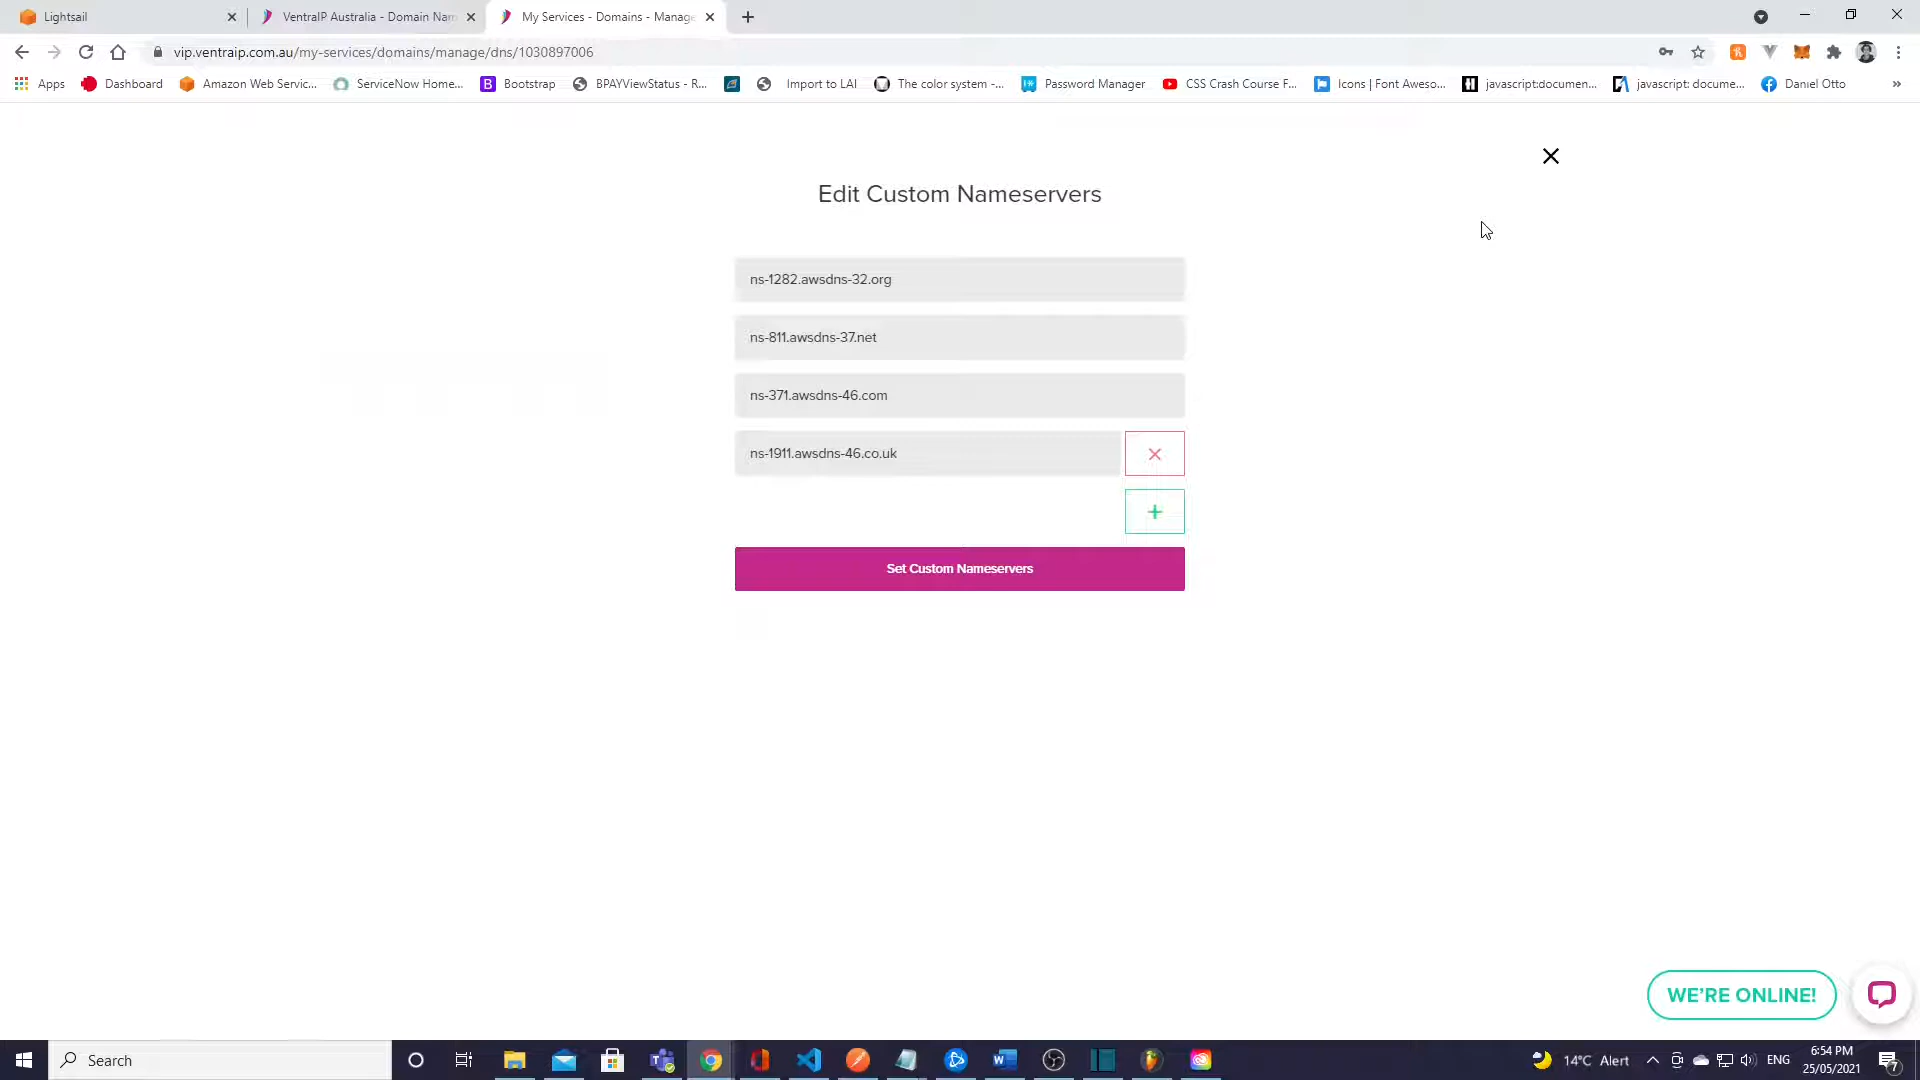 Lightsail
VentraIP Australia - Domain Nam
My Services - Domains - Manage
vip.ventraip.com.au/my-services/domains/manage/dns/1030897006
Apps
Dashboard
Amazon Web Servic...
ServiceNow Home...
Bootstrap
BPAYViewStatus - R...
Import to LAI
The color system -...
Password Manager
CSS Crash Course F...
Icons | Font Aweso...
javascript:documen...
javascript: docume...
Daniel Otto
Edit Custom Nameservers
ns-1282.awsdns-32.org
ns-811.awsdns-37.net
ns-371.awsdns-46.com
ns-1911.awsdns-46.co.uk
Set Custom Nameservers
WE'RE ONLINE!
Search
14°C Alert
ENG
6:54 PM
25/05/2021
7